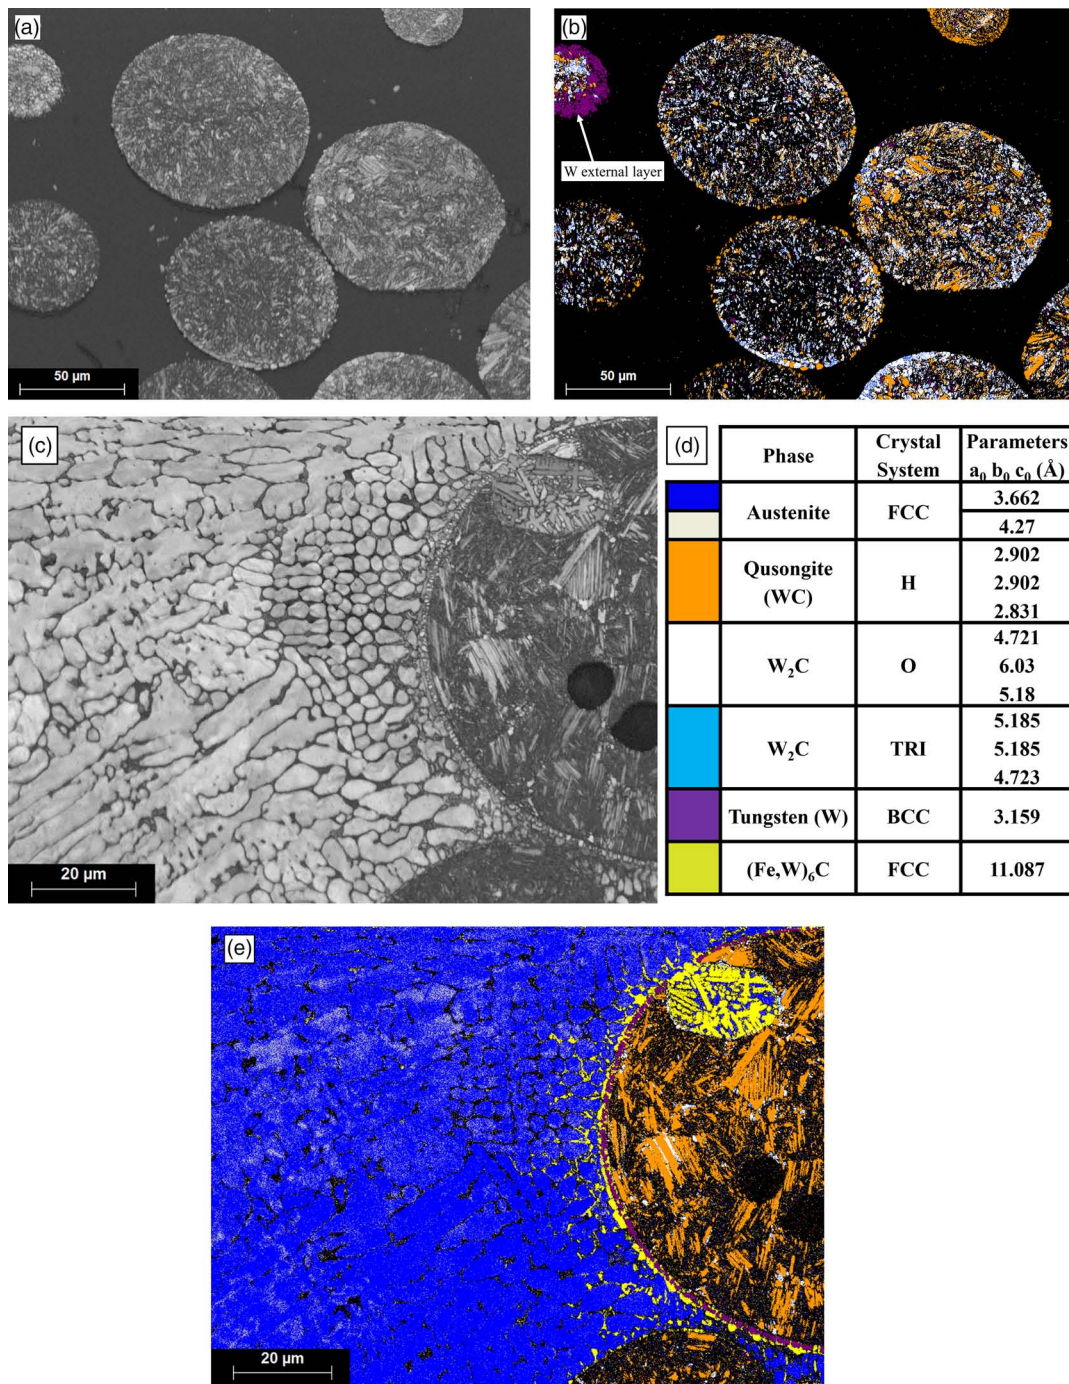 (a)
50 µm
(b)
W external layer
50 µm
(c)
20 µm
(d)
Phase
Crystal
System
Parameters
a₀ b₀ c₀ (Å)
Austenite
FCC
3.662
4.27
Qusongite
(WC)
H
2.902
2.902
2.831
W₂C
O
4.721
6.03
5.18
W₂C
TRI
5.185
5.185
4.723
Tungsten (W)
BCC
3.159
(Fe,W)₆C
FCC
11.087
(e)
20 µm